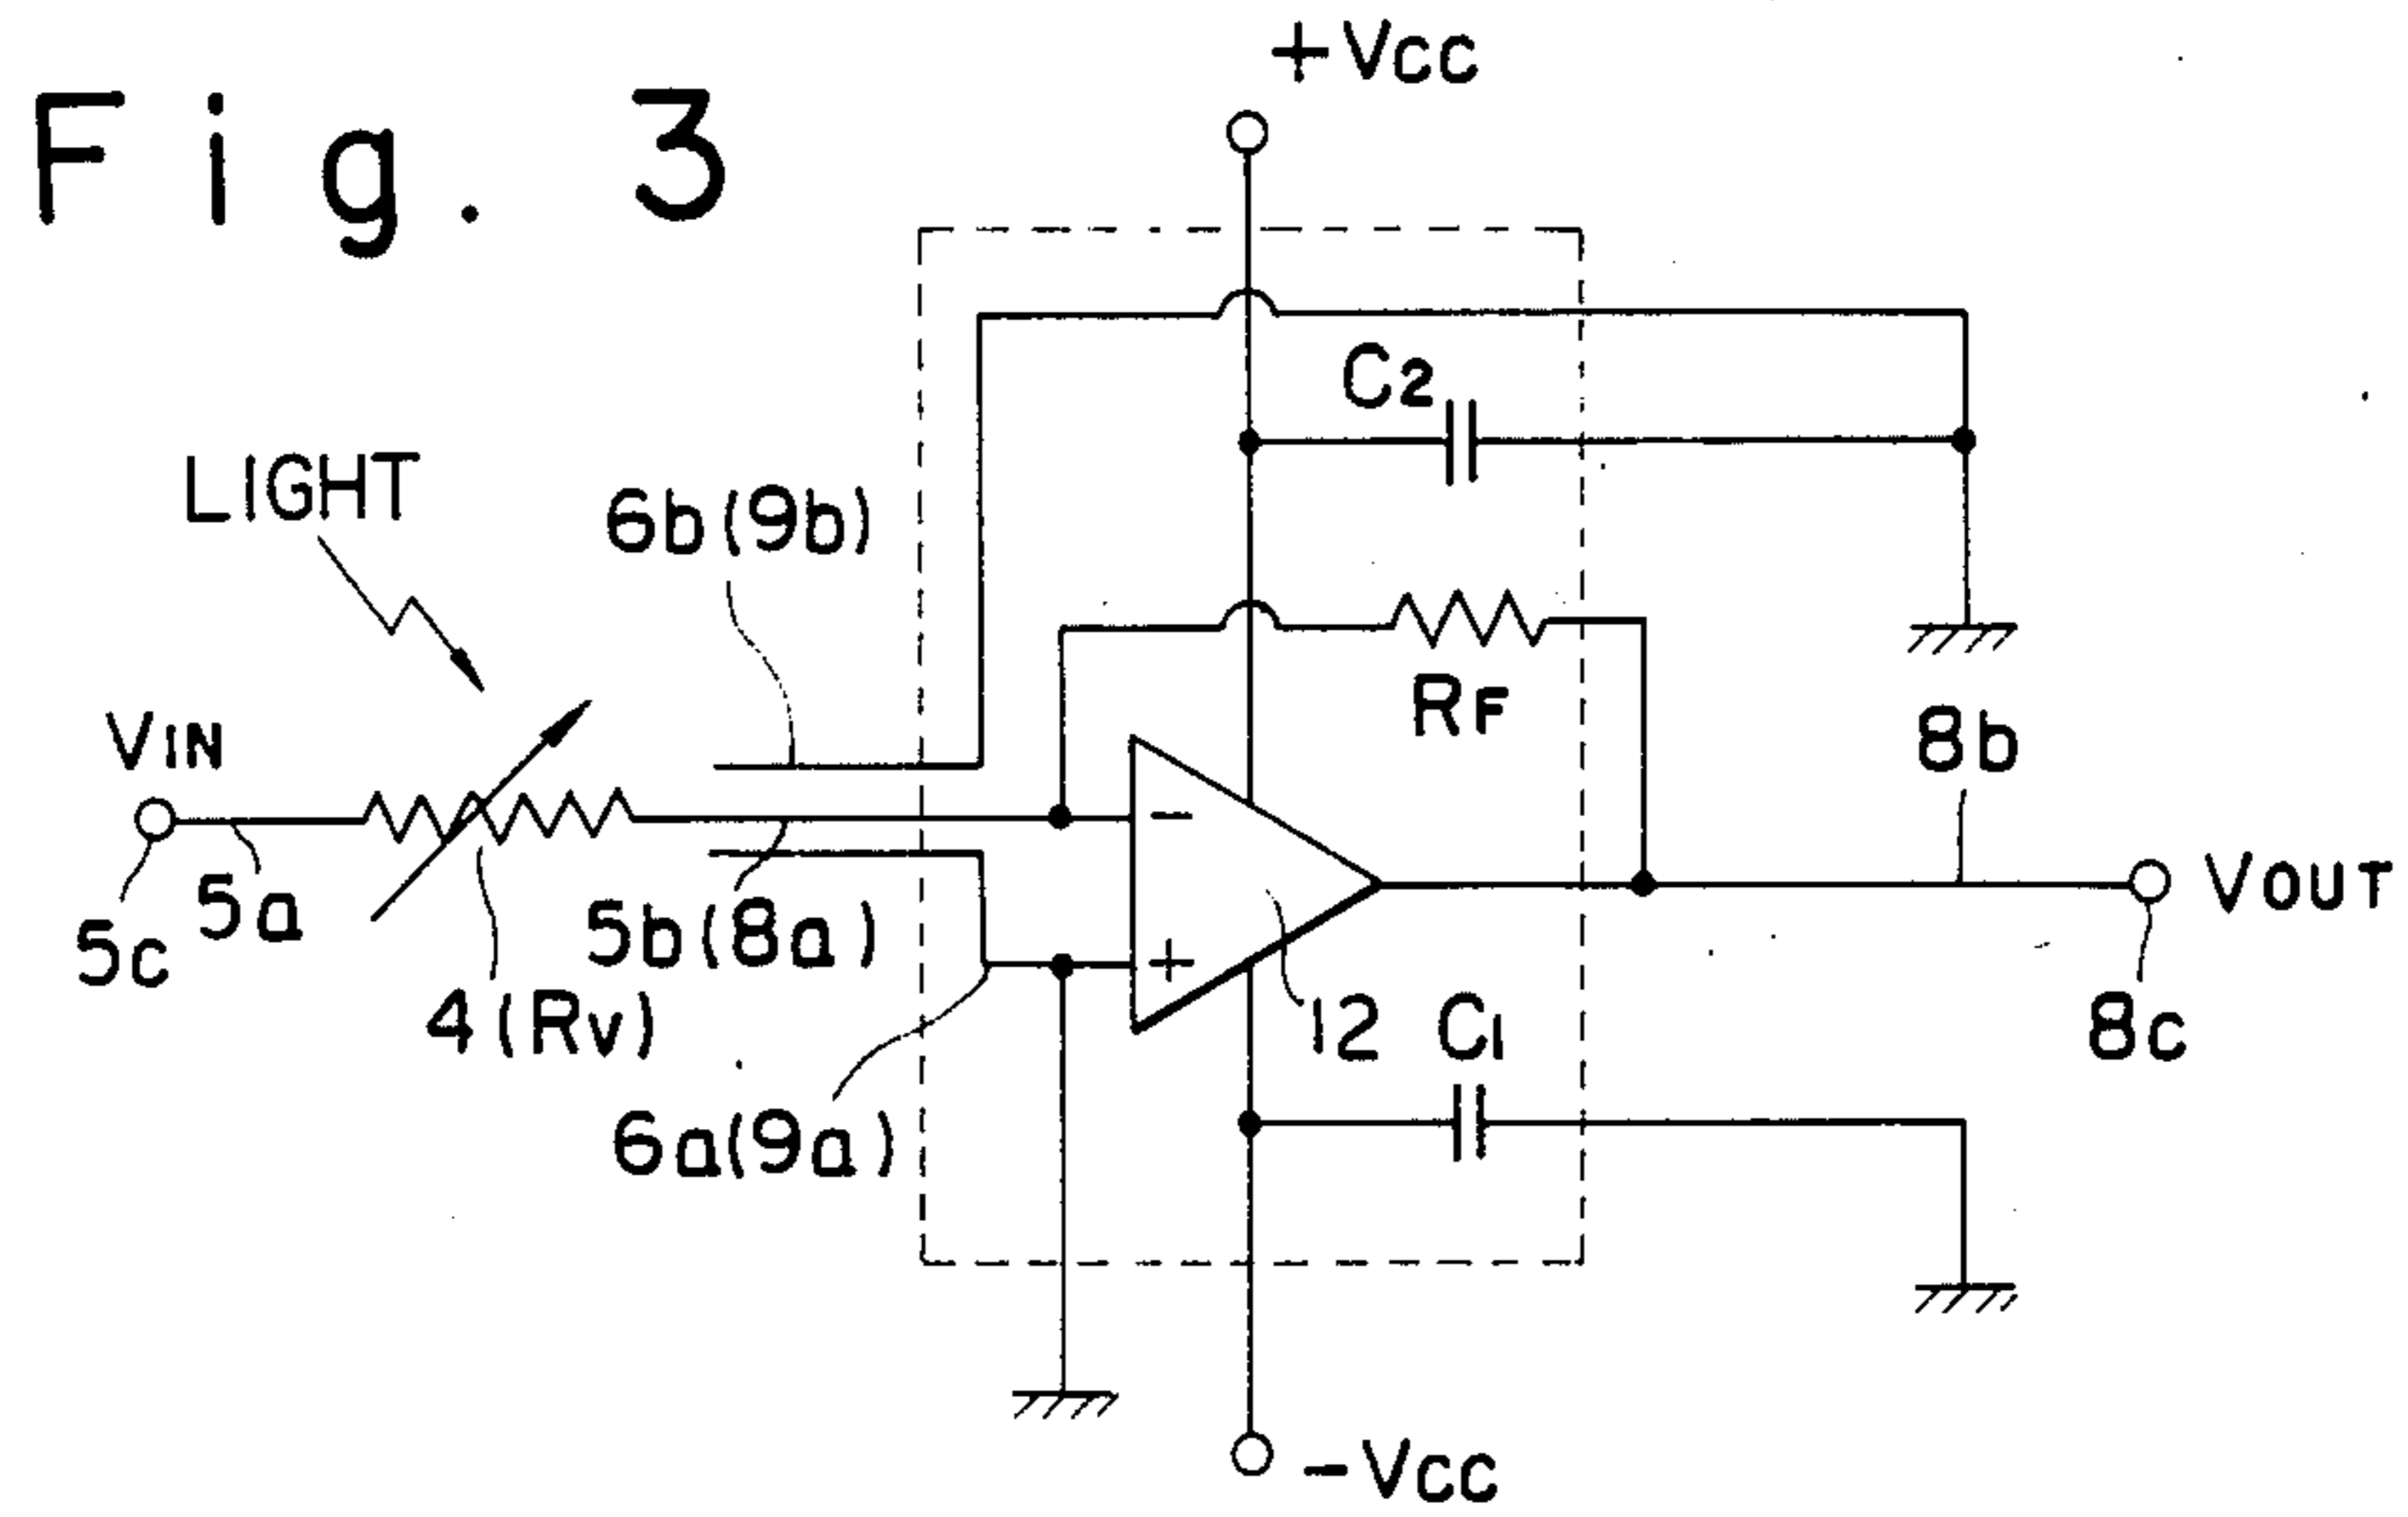 Fig. 3
+Vcc
C2
LIGHT
6b(9b)
RF
VIN
8b
VOUT
5a
5c
5b(8a)
4(Rv)
12
C1
8c
6a(9a)
-Vcc
−
+